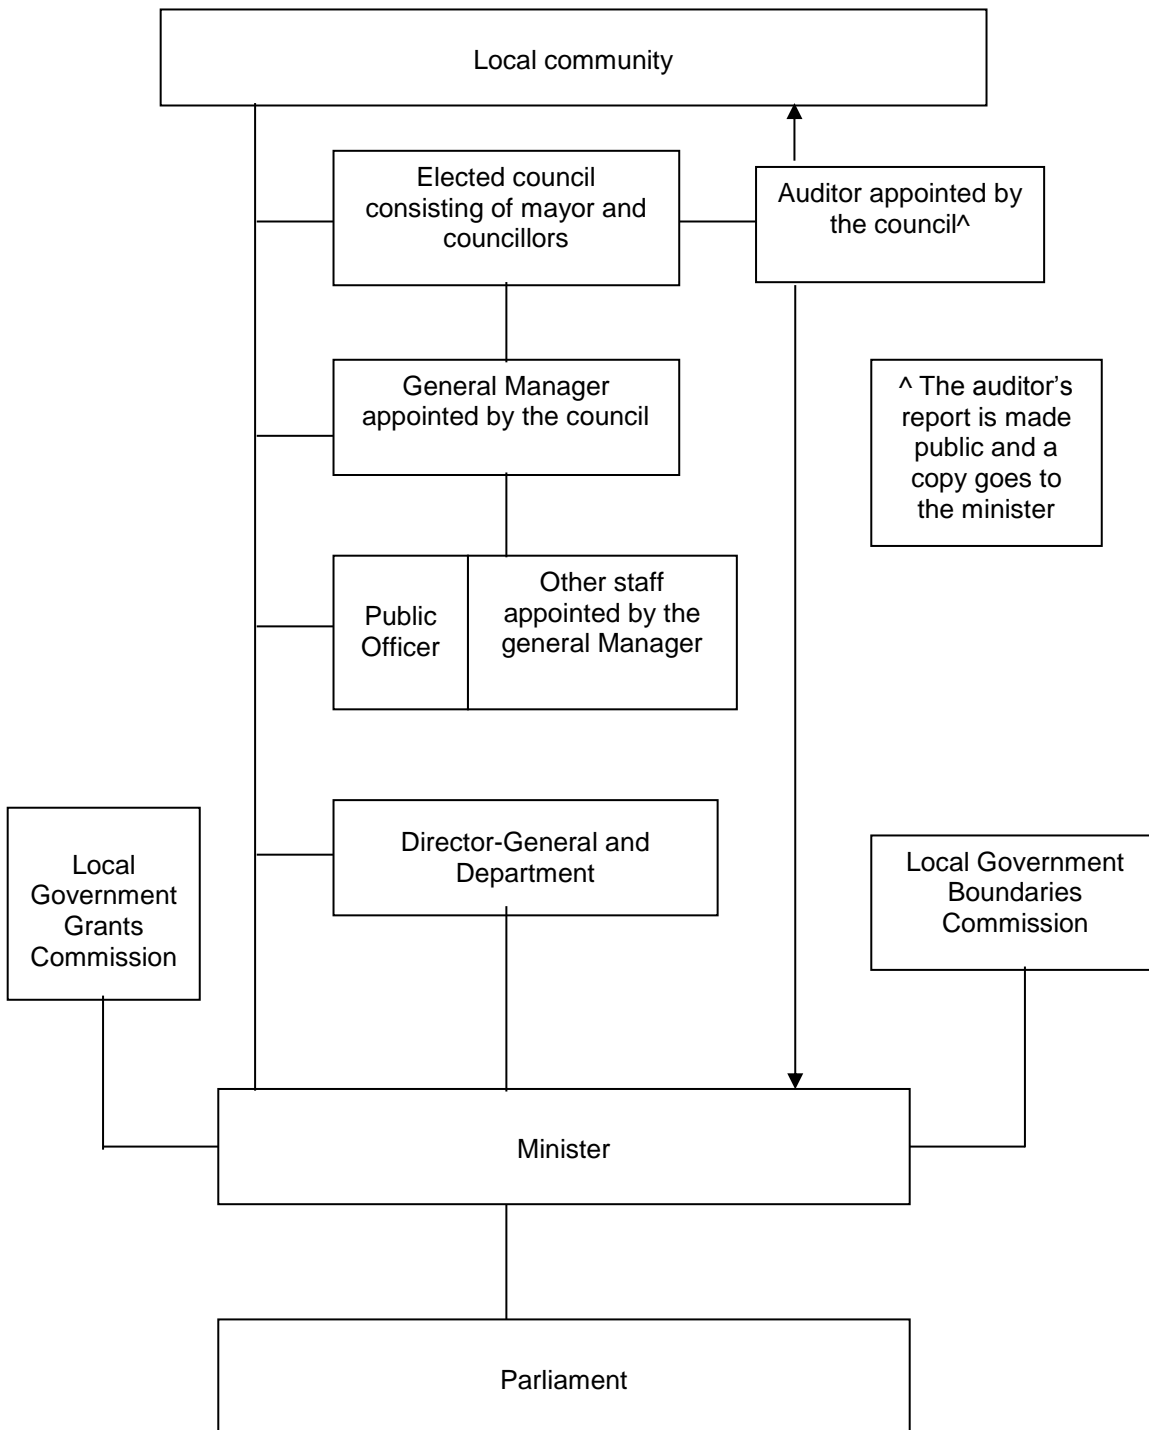 Local community
Elected council
consisting of mayor and
councillors
Auditor appointed by
the council^
General Manager
appointed by the council
^ The auditor’s
report is made
public and a
copy goes to
the minister
Public
Officer
Other staff
appointed by the
general Manager
Director-General and
Department
Local
Government
Grants
Commission
Local Government
Boundaries
Commission
Minister
Parliament